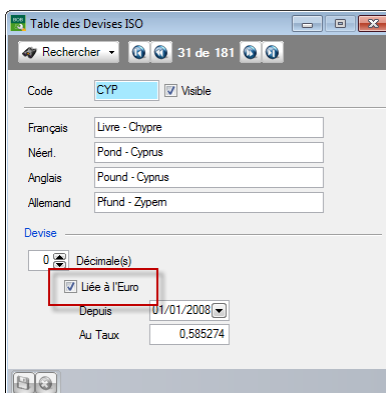 BOB
Table des Devises ISO
Rechercher 31 de 181
Code CYP Visible
Français Livre - Chypre
Néerl. Pond - Cyprus
Anglais Pound - Cyprus
Allemand Pfund - Zypern
Devise
0 Décimale(s)
Liée à l'Euro
Depuis 01/01/2008
Au Taux 0,585274